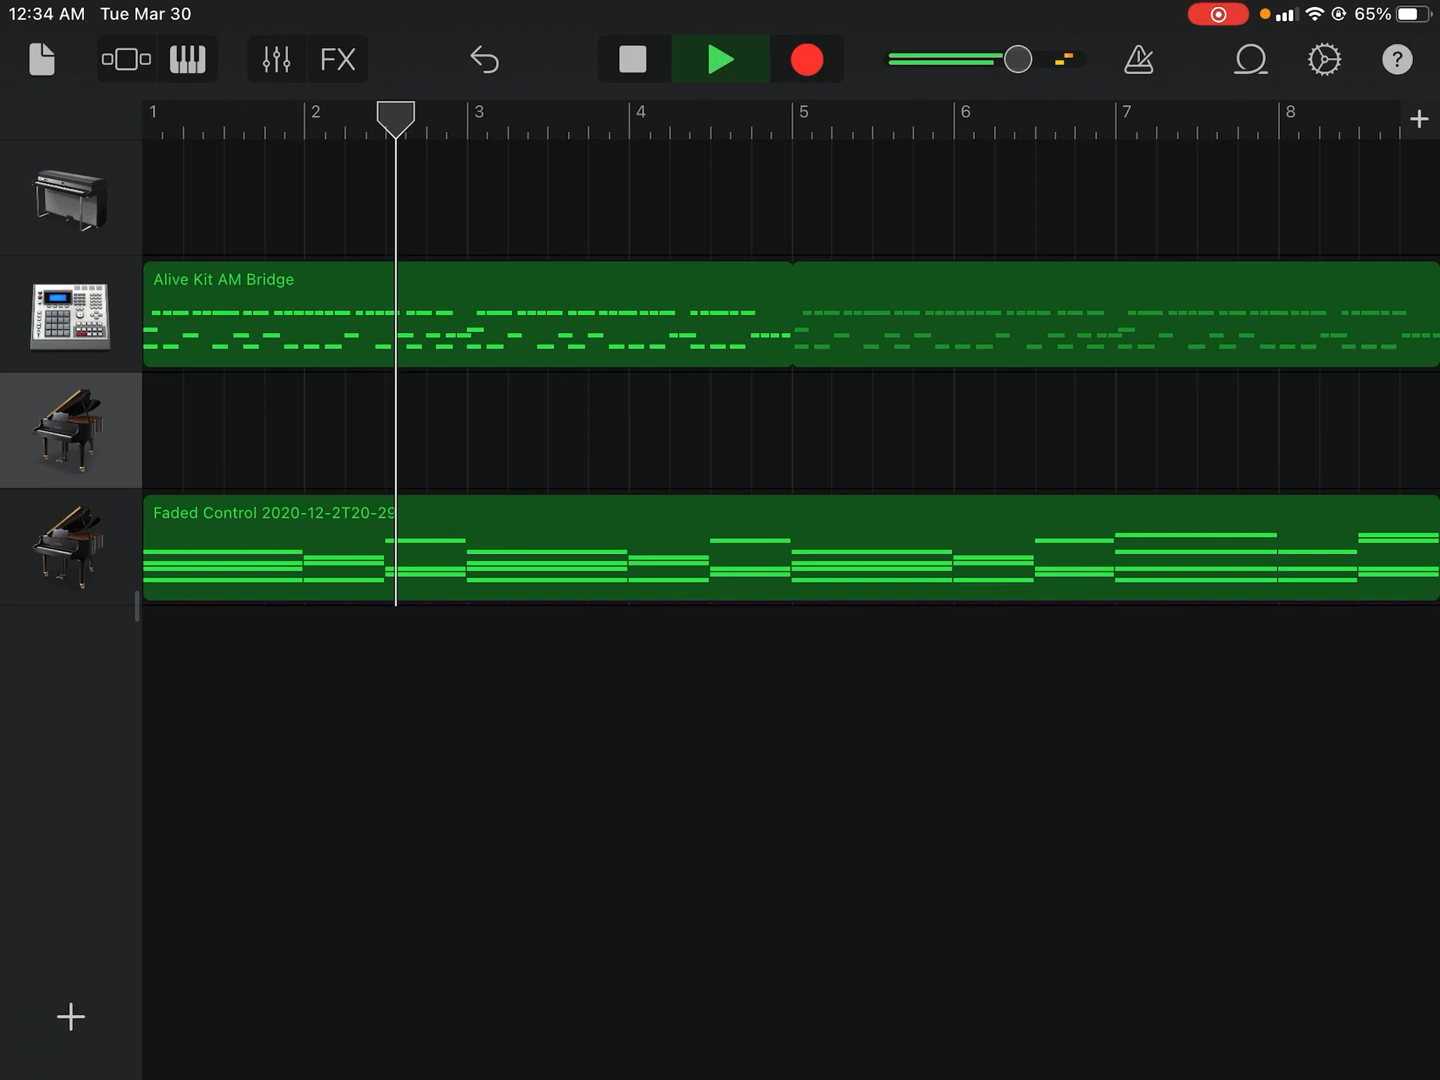 12:34 AM Tue Mar 30
65%
FX
?
1 2 3 4 5 6 7 8
Alive Kit AM Bridge
Faded Control 2020-12-2T20-29